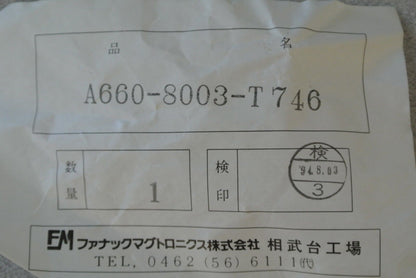 品 名
A660-8003-T746
数量 1 検印 検 '94.8.03 3
FM ファナックマグトロニクス株式会社 相武台工場
TEL, 0462 (56) 6111(代)